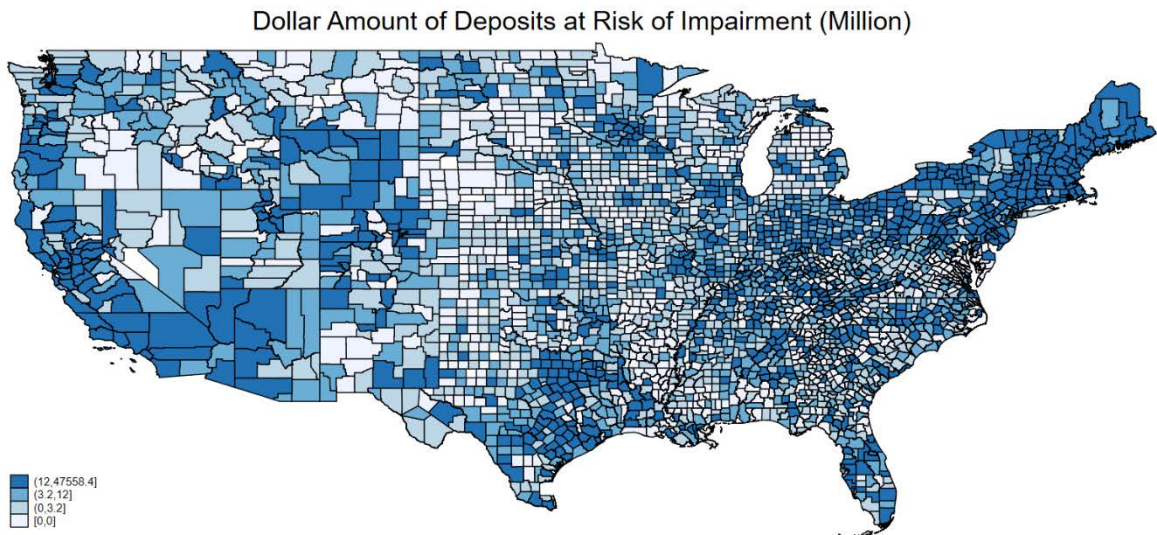 Dollar Amount of Deposits at Risk of Impairment (Million)
(12,47558.4]
(3.2,12]
(0,3.2]
[0,0]